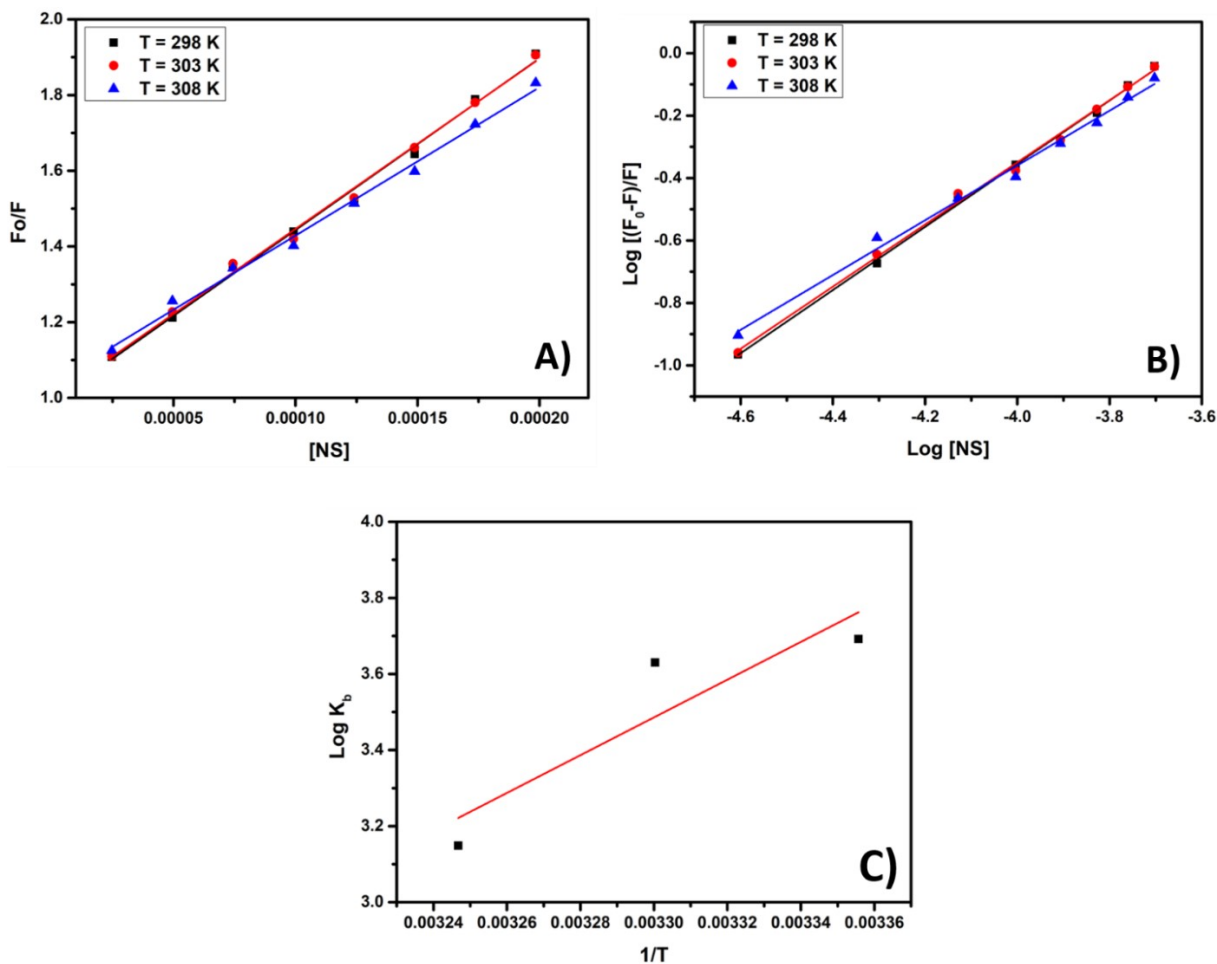 2.0
1.8
1.6
1.4
1.2
1.0
Fo/F
T = 298 K
T = 303 K
T = 308 K
A)
0.00005
0.00010
0.00015
0.00020
[NS]
0.0
-0.2
-0.4
-0.6
-0.8
-1.0
Log [(F₀-F)/F]
T = 298 K
T = 303 K
T = 308 K
B)
-4.6
-4.4
-4.2
-4.0
-3.8
-3.6
Log [NS]
4.0
3.8
3.6
3.4
3.2
3.0
Log K_b
C)
0.00324
0.00326
0.00328
0.00330
0.00332
0.00334
0.00336
1/T